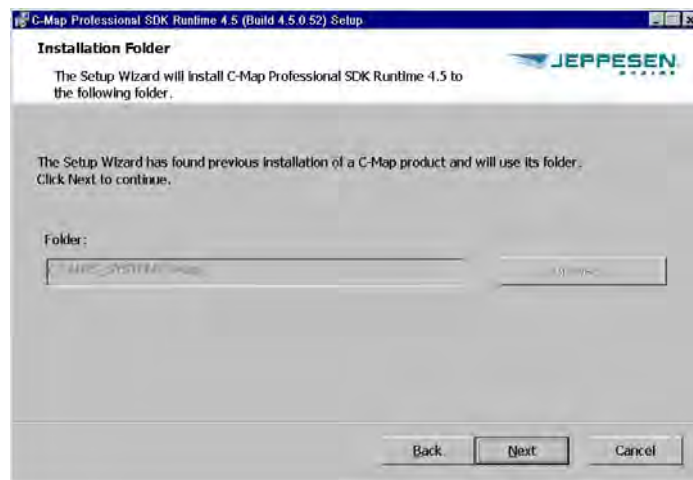 C-Map Professional SDK Runtime 4.5 (Build 4.5.0.52) Setup
Installation Folder
The Setup Wizard will install C-Map Professional SDK Runtime 4.5 to
the following folder.
JEPPESEN
The Setup Wizard has found previous installation of a C-Map product and will use its folder.
Click Next to continue.
Folder:
Back
Next
Cancel